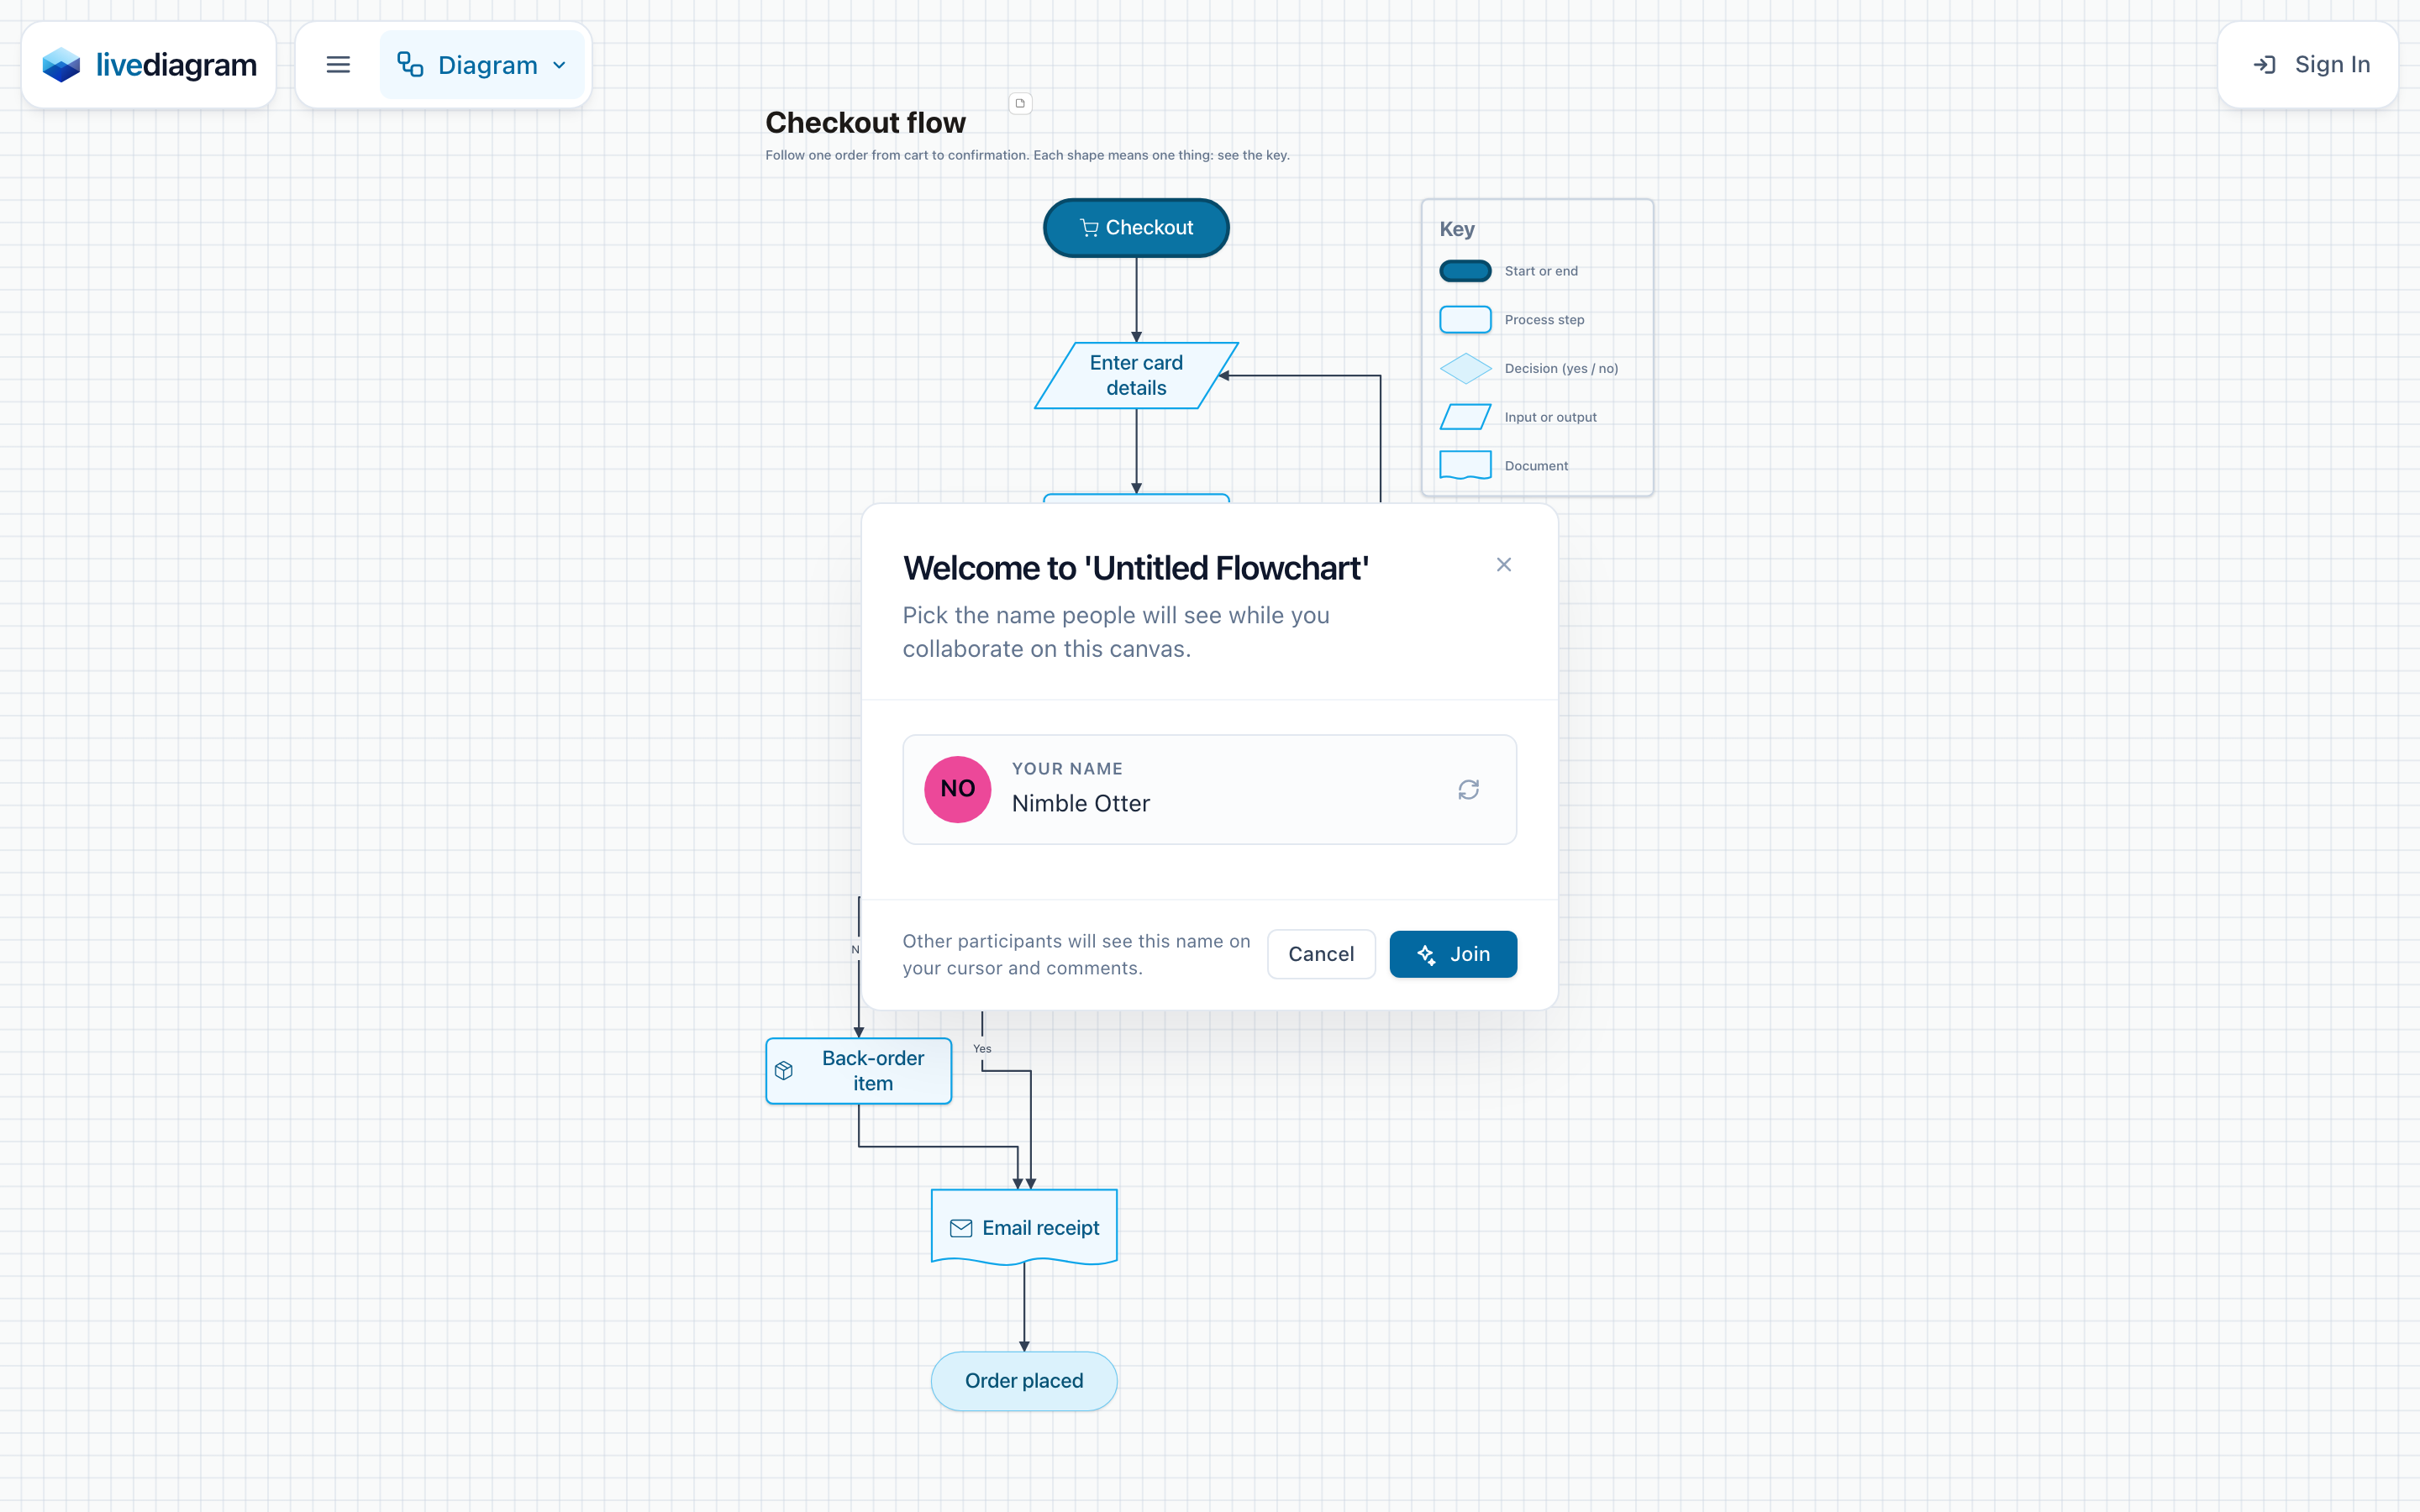 livediagram
Diagram
Sign In
Checkout flow
Follow one order from cart to confirmation. Each shape means one thing: see the key.
Checkout
Key
Start or end
Process step
Enter card
details
Decision (yes / no)
Input or output
Document
Welcome to 'Untitled Flowchart'
Pick the name people will see while you
collaborate on this canvas.
NO
YOUR NAME
Nimble Otter
Other participants will see this name on
your cursor and comments.
Cancel
Join
N
Yes
Back-order
item
Email receipt
Order placed